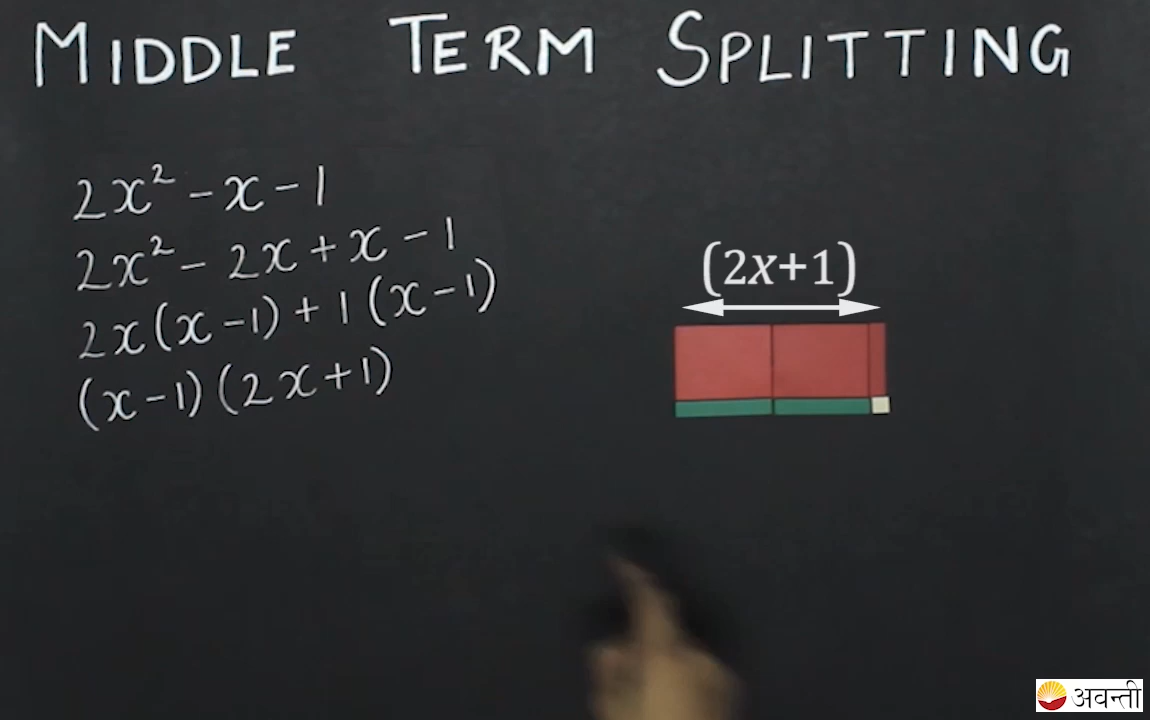 MIDDLE TERM SPLITTING
2x² - x - 1
2x² - 2x + x - 1
2x(x-1) + 1(x-1)
(x-1)(2x+1)
(2x+1)
अवन्ती